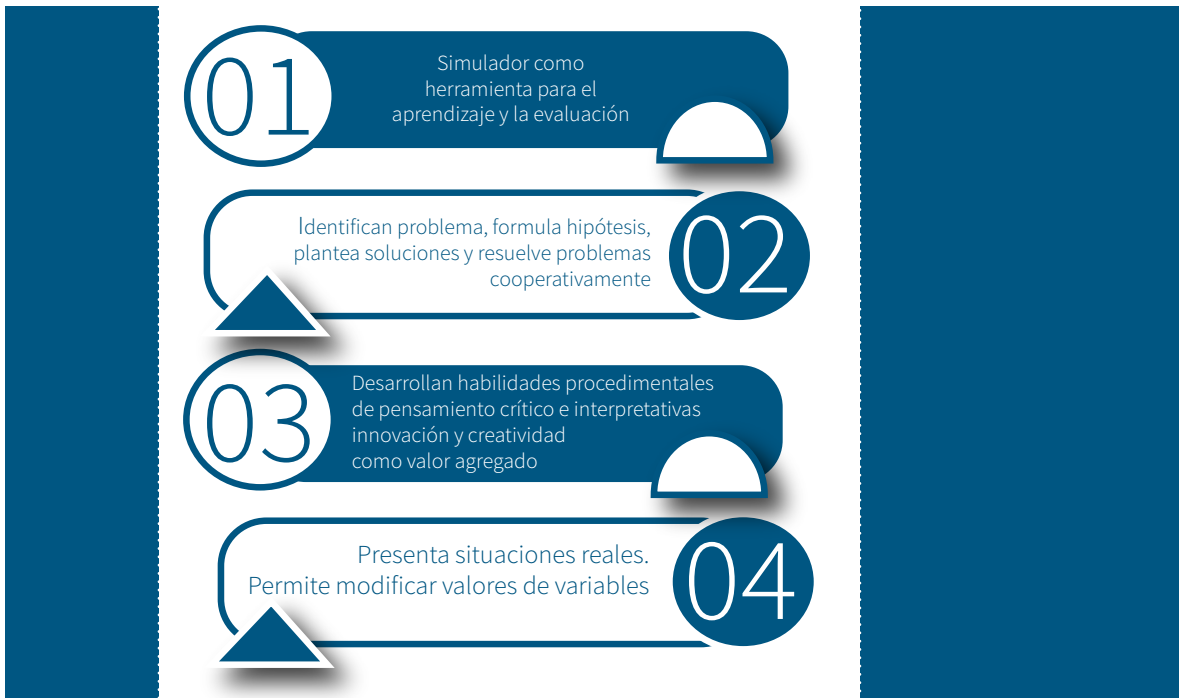 01
Simulador como
herramienta para el
aprendizaje y la evaluación
Identifican problema, formula hipótesis,
plantea soluciones y resuelve problemas
cooperativamente
02
03
Desarrollan habilidades procedimentales
de pensamiento crítico e interpretativas
innovación y creatividad
como valor agregado
Presenta situaciones reales.
Permite modificar valores de variables
04